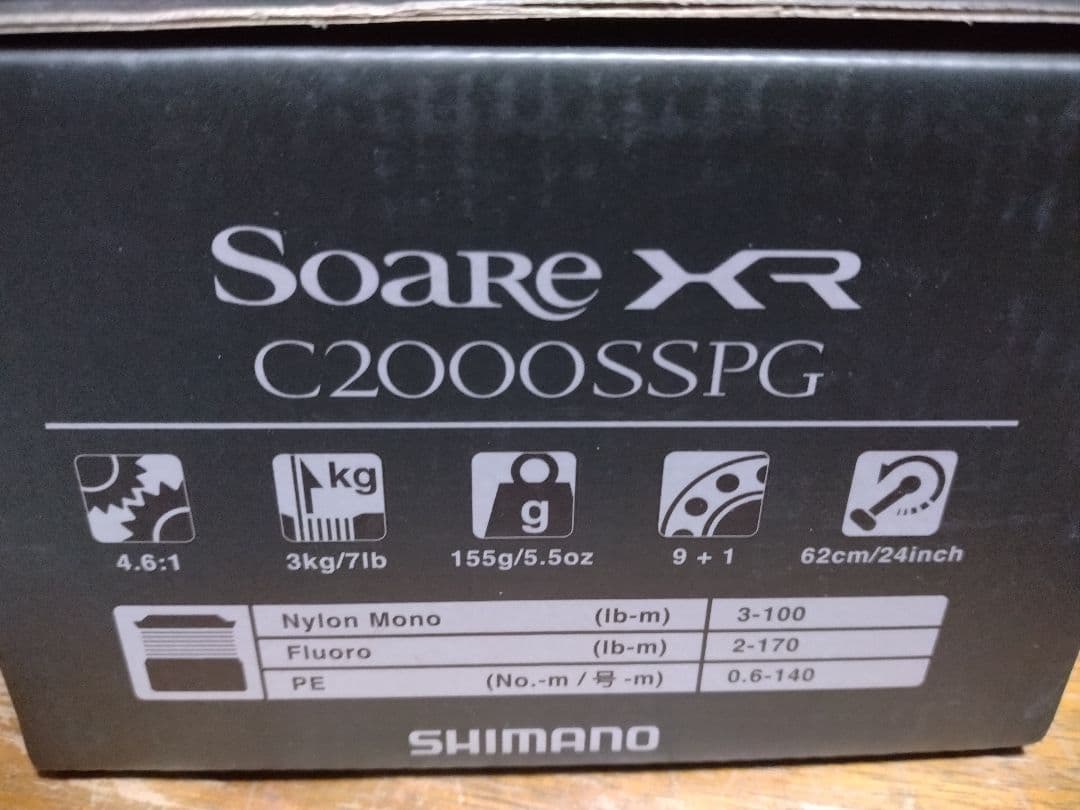 Soare XR
C2000SSPG
kg
g
4.6:1 3kg/7lb 155g/5.5oz 9 + 1 62cm/24inch
Nylon Mono (lb-m) 3-100
Fluoro (lb-m) 2-170
PE (No.-m / 号 -m) 0.6-140
SHIMANO